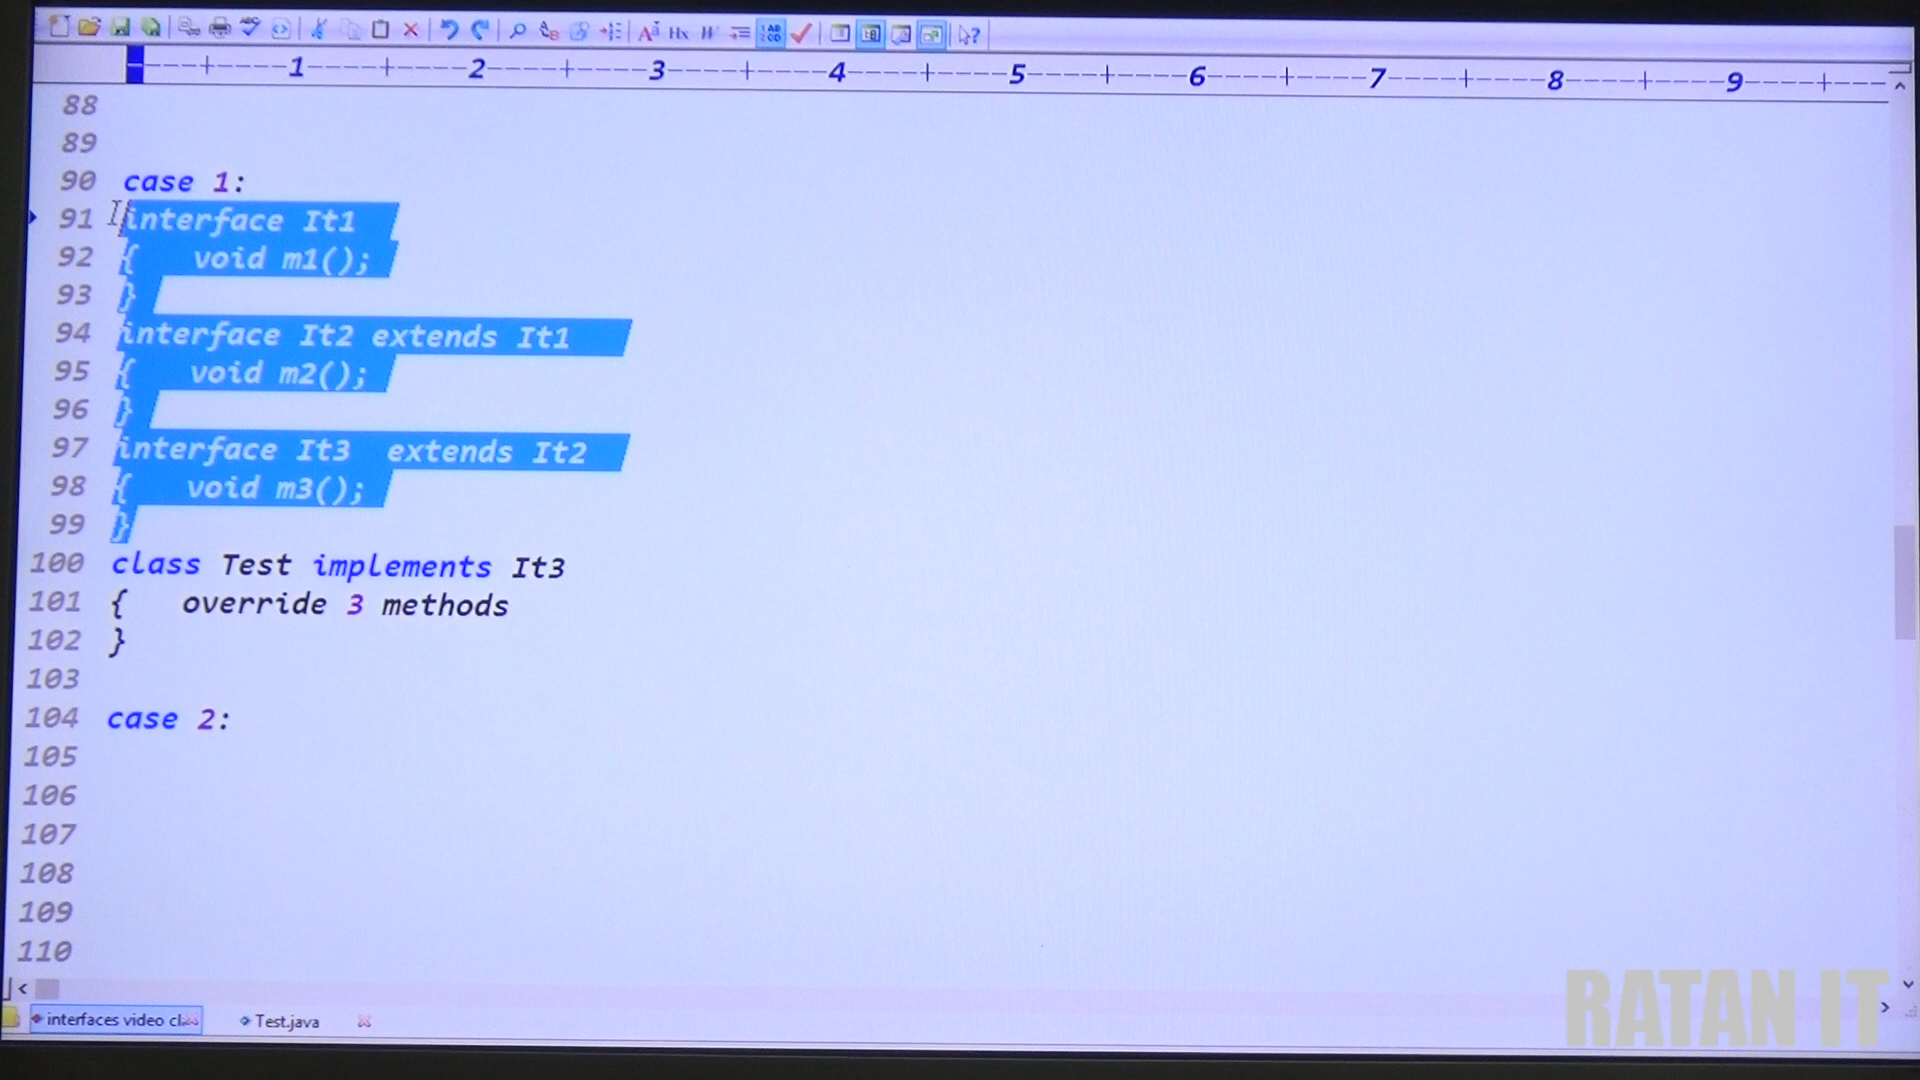 1 2 3 4 5 6 7 8 9
88
89
90 case 1:
91 interface It1
92 { void m1();
93 }
94 interface It2 extends It1
95 { void m2();
96 }
97 interface It3 extends It2
98 { void m3();
99 }
100 class Test implements It3
101 { override 3 methods
102 }
103
104 case 2:
105
106
107
108
109
110
interfaces video cl
Test.java
RATAN IT